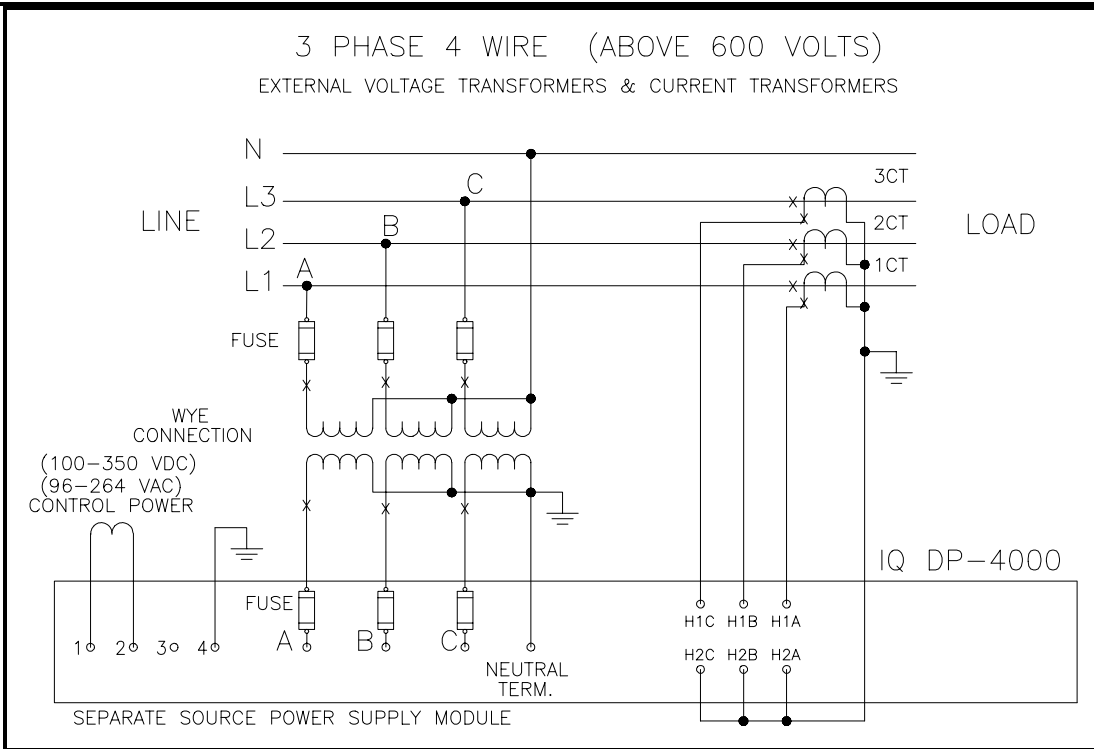 3 PHASE 4 WIRE (ABOVE 600 VOLTS)
EXTERNAL VOLTAGE TRANSFORMERS & CURRENT TRANSFORMERS
N
3CT
C
L3
LINE
2CT
LOAD
B
L2
1CT
A
L1
FUSE
WYE
CONNECTION
(100-350 VDC)
(96-264 VAC)
CONTROL POWER
IQ DP-4000
FUSE
H1C H1B H1A
1 2 3 4 A B C
H2C H2B H2A
NEUTRAL
TERM.
SEPARATE SOURCE POWER SUPPLY MODULE